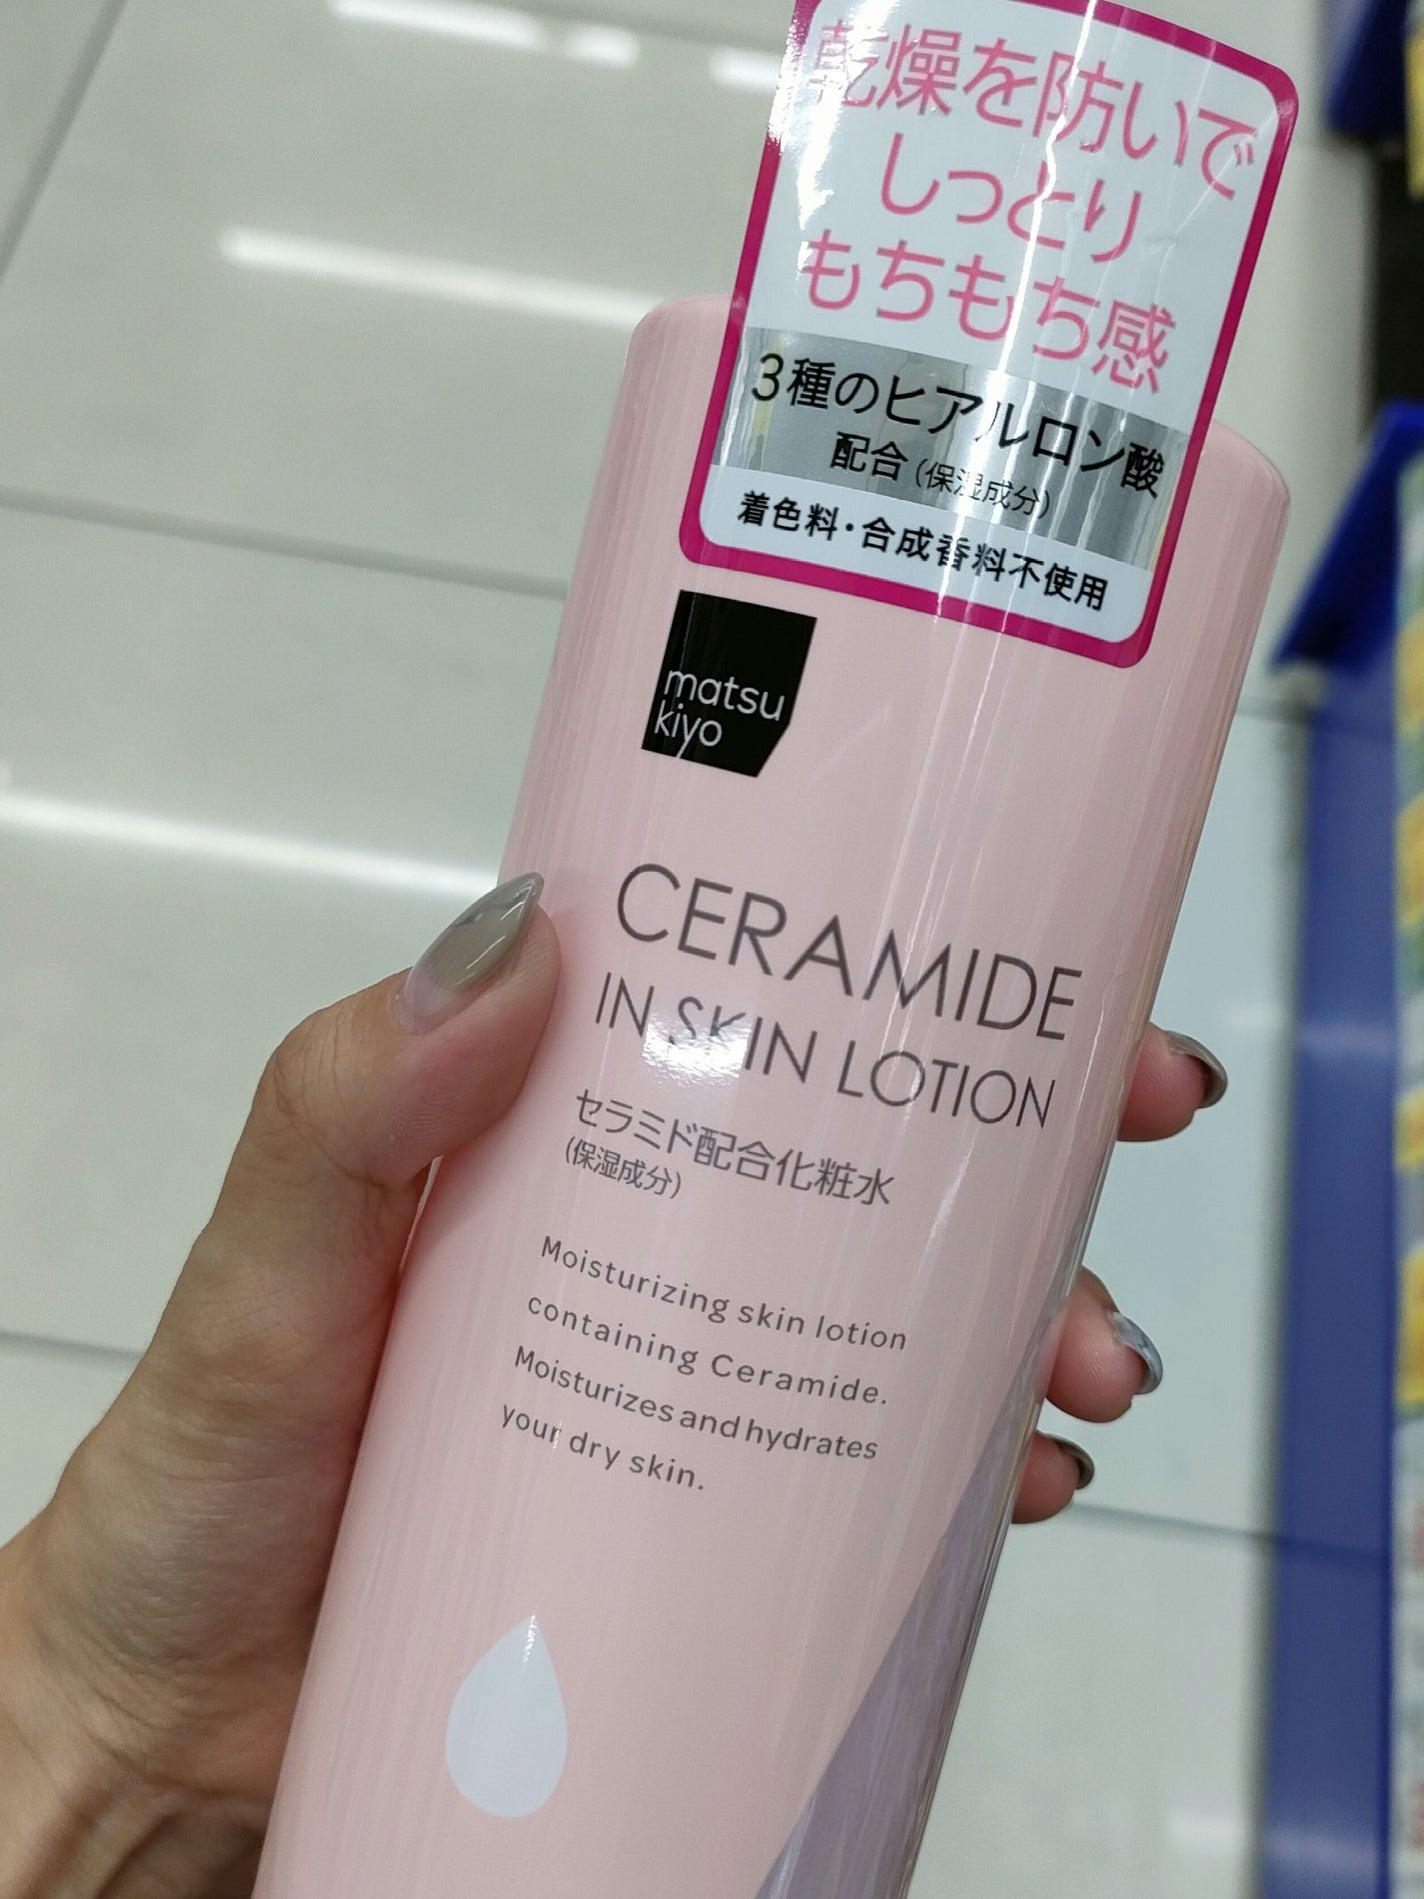 乾燥を防いで
しっとり
もちもち感
3種のヒアルロン酸
配合(保湿成分)
着色料・合成香料不使用
matsu
kiyo
CERAMIDE
IN SKIN LOTION
セラミド配合化粧水
(保湿成分)
Moisturizing skin lotion
containing Ceramide.
Moisturizes and hydrates
your dry skin.